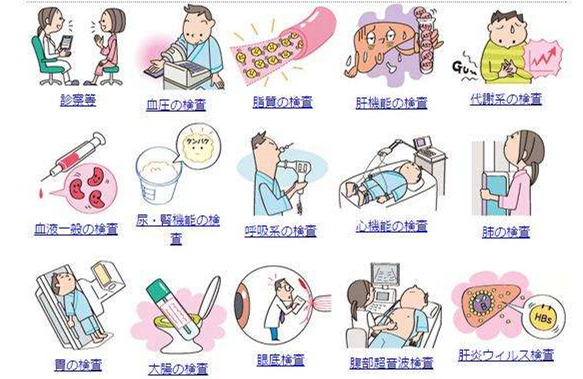 診察等
血圧の検査
脂質の検査
肝機能の検査
代謝系の検査
Gu...
血液一般の検査
タンパク
尿・腎機能の検
査
呼吸系の検査
心機能の検査
肺の検査
胃の検査
大腸の検査
眼底検査
腹部超音波検査
B
HBs
肝炎ウィルス検査